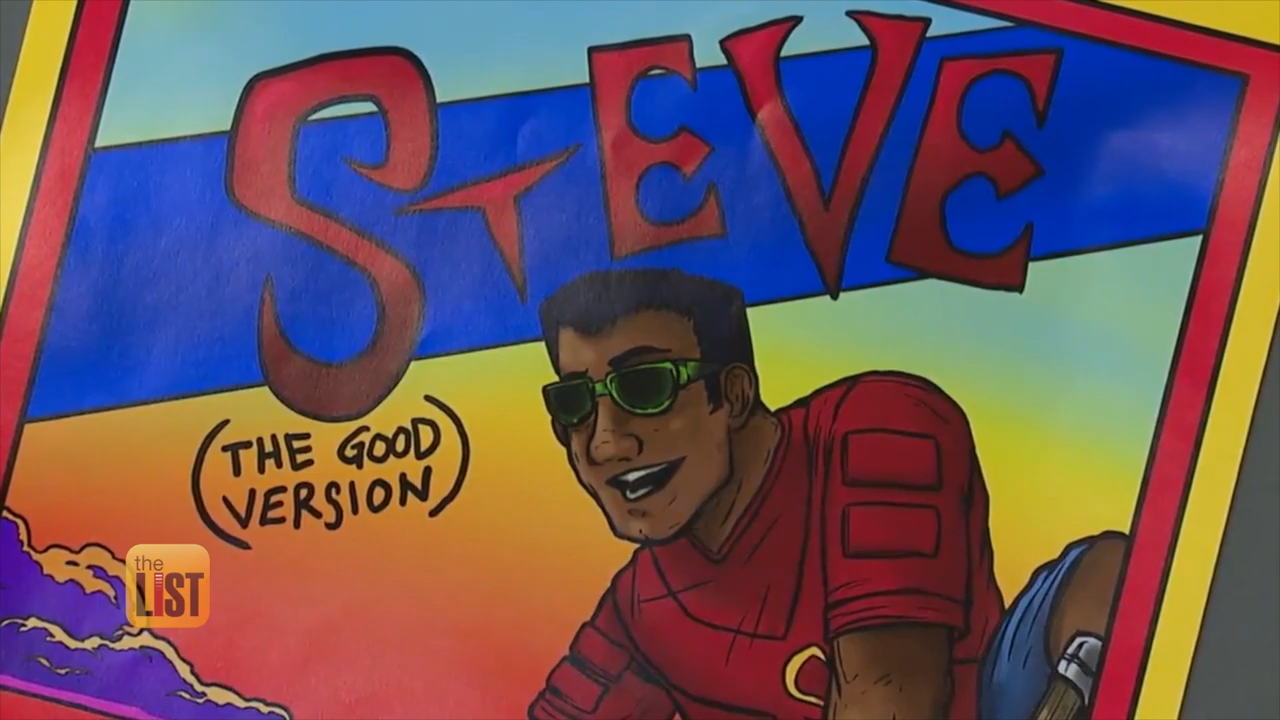 STEVE
(THE GOOD
VERSION)
the
LIST